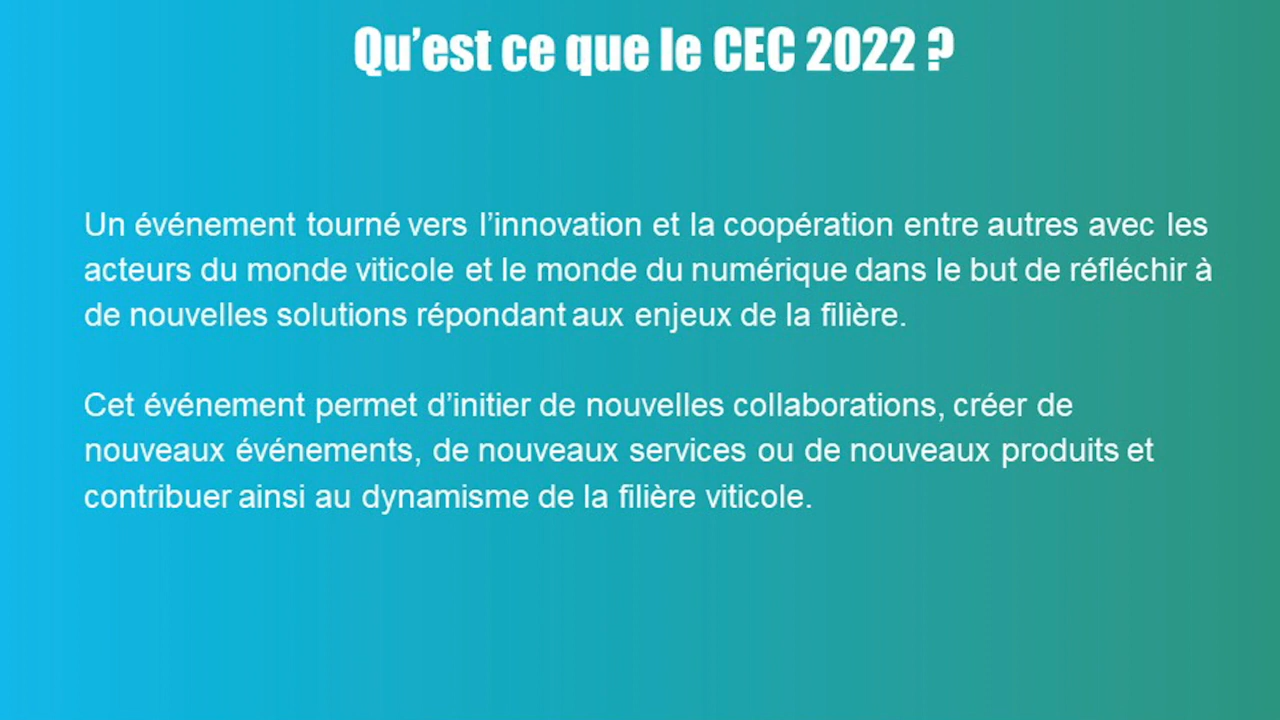 Qu’est ce que le CEC 2022 ?
Un événement tourné vers l’innovation et la coopération entre autres avec les
acteurs du monde viticole et le monde du numérique dans le but de réfléchir à
de nouvelles solutions répondant aux enjeux de la filière.
Cet événement permet d’initier de nouvelles collaborations, créer de
nouveaux événements, de nouveaux services ou de nouveaux produits et
contribuer ainsi au dynamisme de la filière viticole.